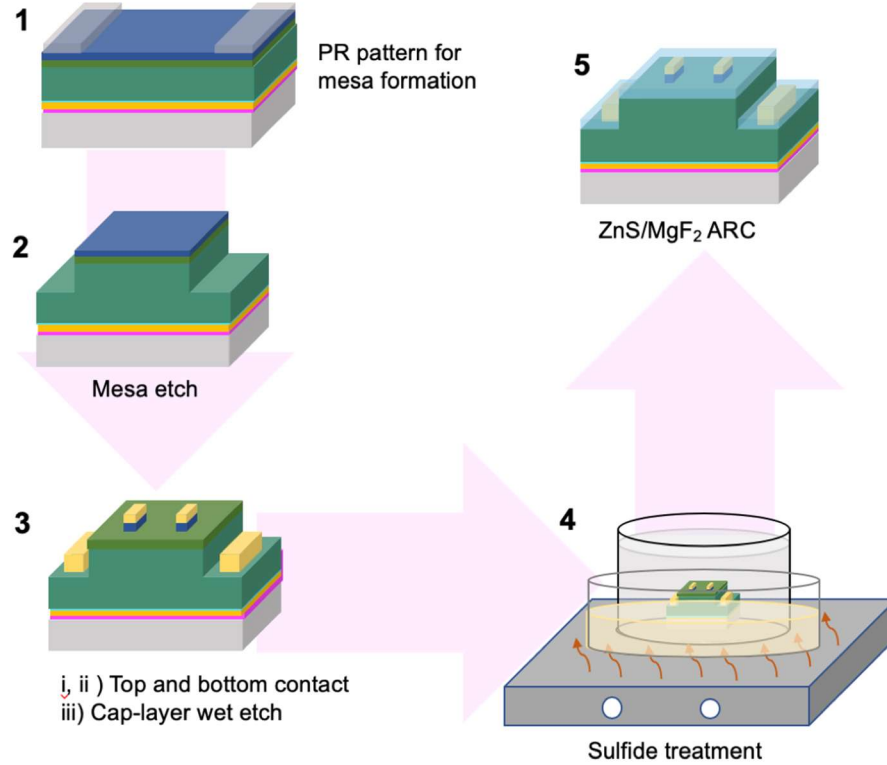 1
PR pattern for
mesa formation
2
Mesa etch
3
i, ii ) Top and bottom contact
iii) Cap-layer wet etch
4
Sulfide treatment
5
ZnS/MgF₂ ARC